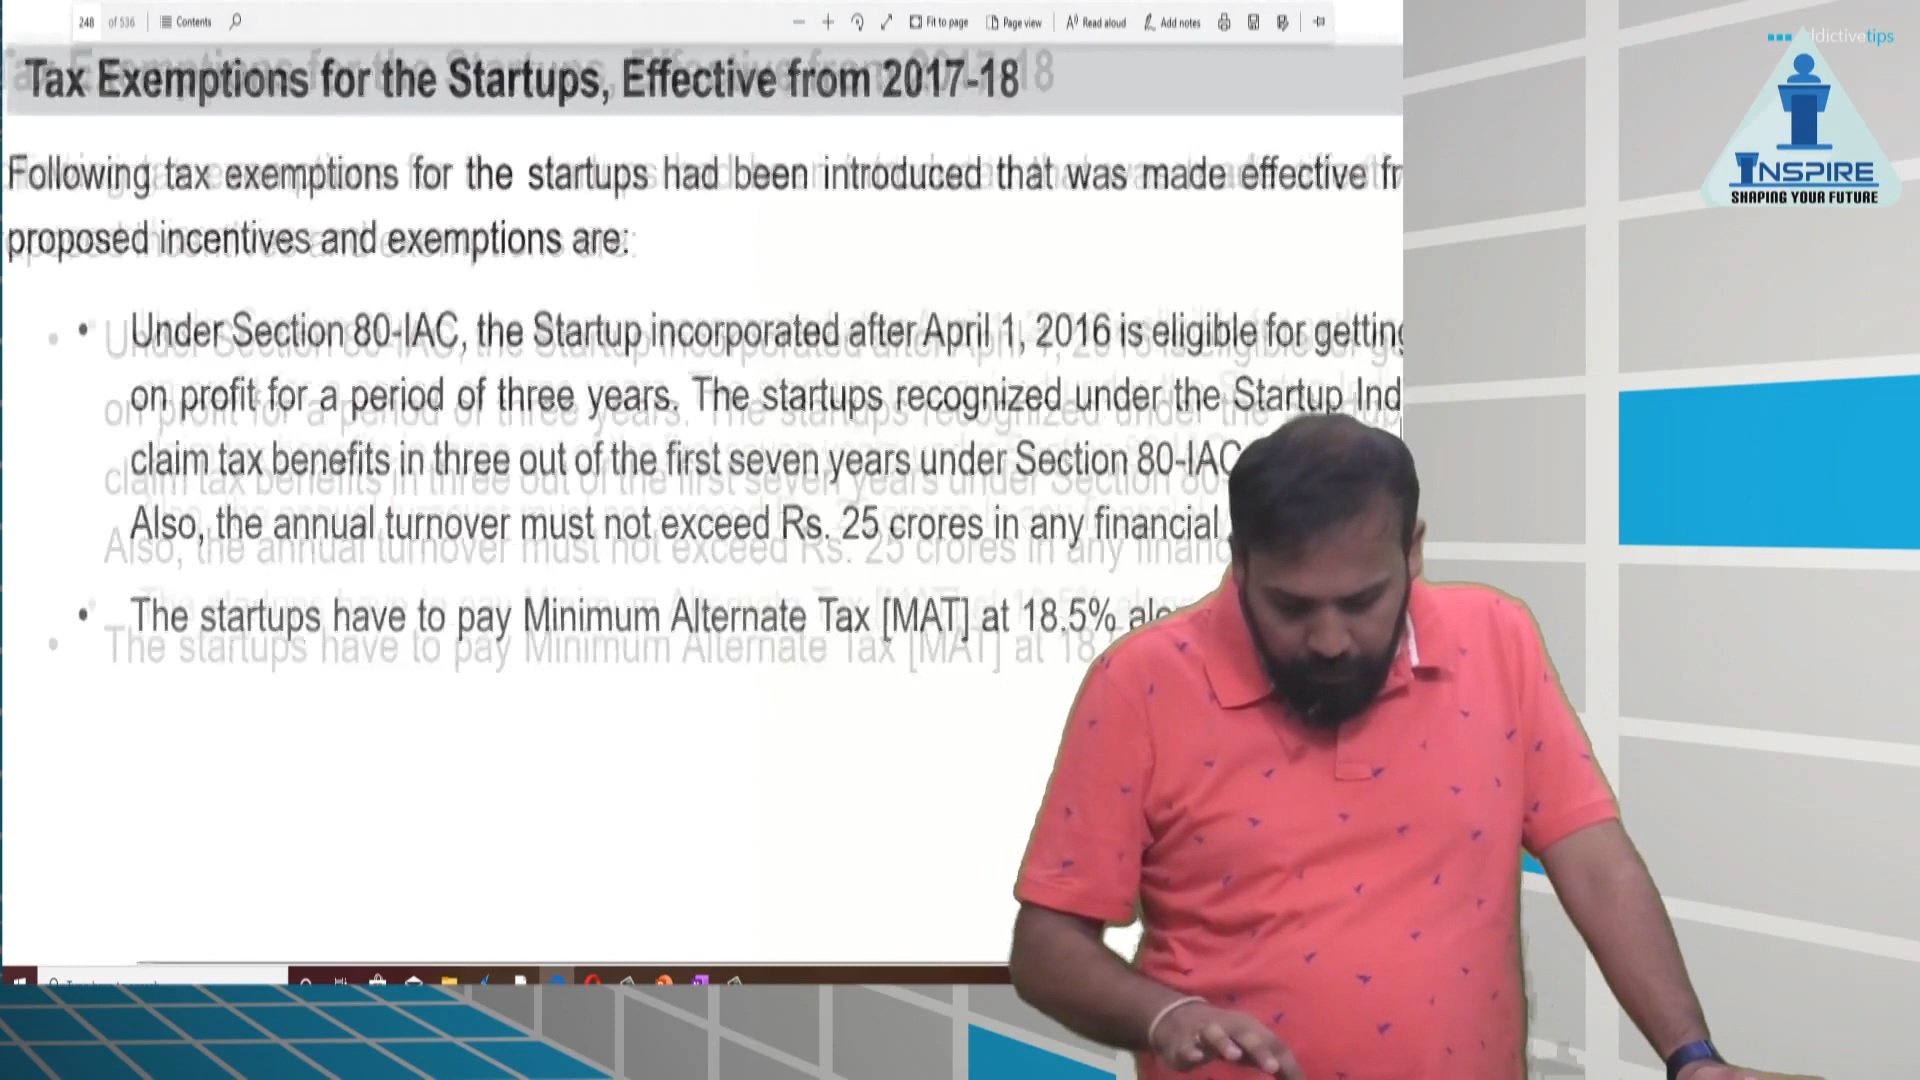 248 of 536 Contents Fit to page Page view Read aloud Add notes
addictivetips
Tax Exemptions for the Startups, Effective from 2017-18
Following tax exemptions for the startups had been introduced that was made effective fr
proposed incentives and exemptions are:
• Under Section 80-IAC, the Startup incorporated after April 1, 2016 is eligible for getting
on profit for a period of three years. The startups recognized under the Startup Ind
claim tax benefits in three out of the first seven years under Section 80-IAC
Also, the annual turnover must not exceed Rs. 25 crores in any financial
• The startups have to pay Minimum Alternate Tax [MAT] at 18.5%
INSPIRE
SHAPING YOUR FUTURE